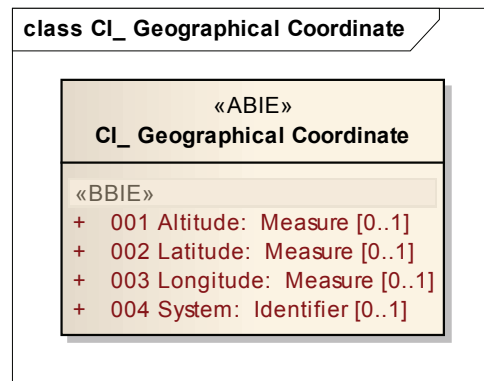 class CI_ Geographical Coordinate
«ABIE»
CI_ Geographical Coordinate
«BBIE»
+ 001 Altitude: Measure [0..1]
+ 002 Latitude: Measure [0..1]
+ 003 Longitude: Measure [0..1]
+ 004 System: Identifier [0..1]